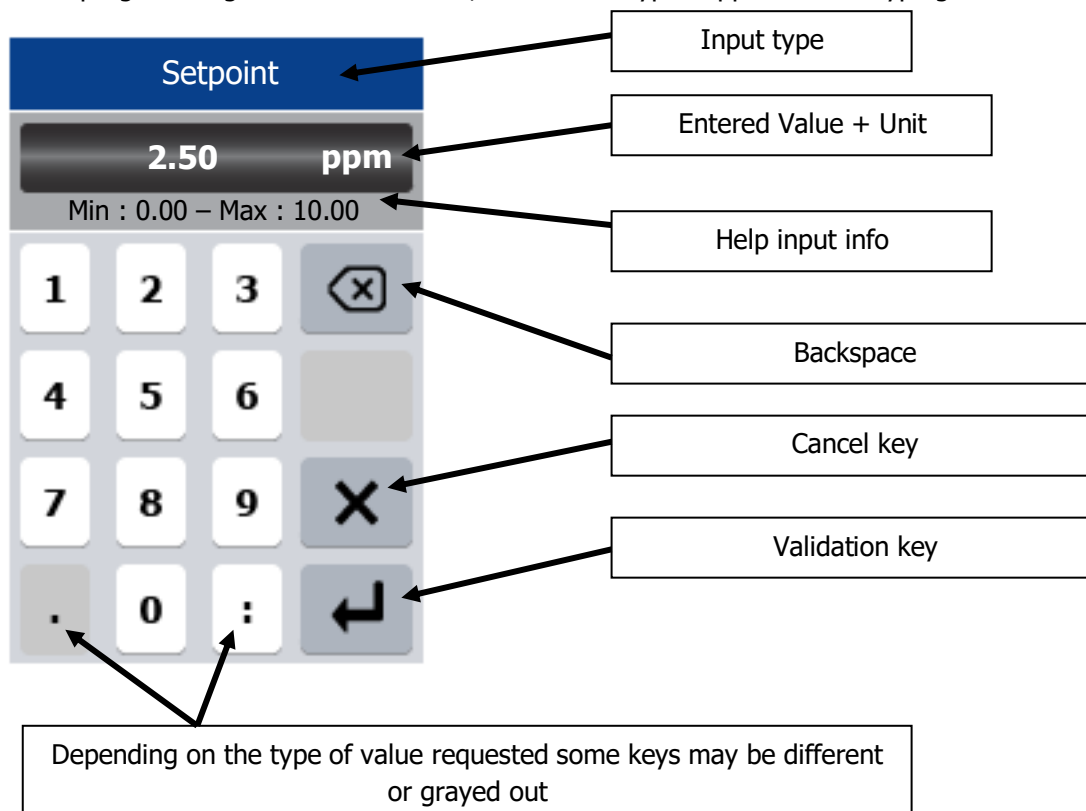 Input type
Setpoint
Entered Value + Unit
2.50 ppm
Min : 0.00 – Max : 10.00
Help input info
1 2 3
Backspace
4 5 6
Cancel key
7 8 9
Validation key
. 0 :
Depending on the type of value requested some keys may be different
or grayed out